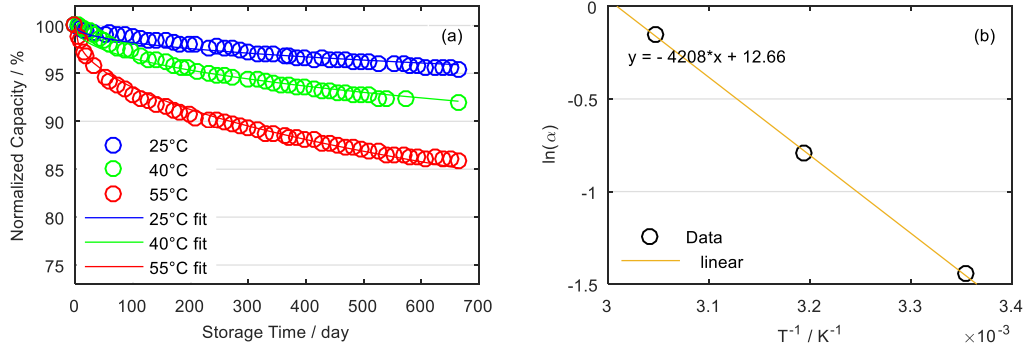 100
95
90
85
80
75
Normalized Capacity / %
(a)
25°C
40°C
55°C
25°C fit
40°C fit
55°C fit
0
100
200
300
400
500
600
700
Storage Time / day
0
-0.5
-1
-1.5
ln(α)
(b)
y = - 4208*x + 12.66
Data
linear
3
3.1
3.2
3.3
3.4
T⁻¹ / K⁻¹
×10⁻³